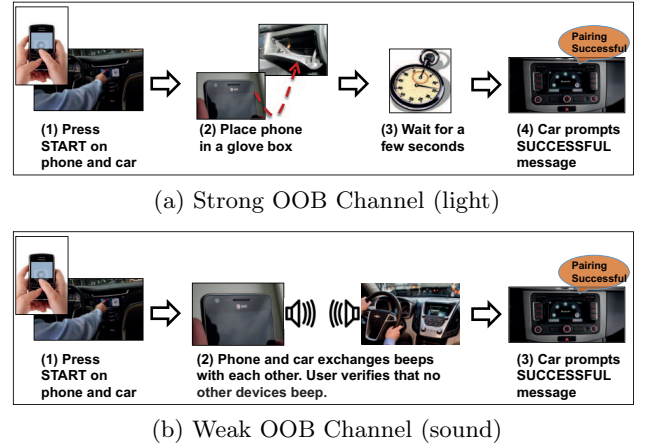 Pairing
Successful
(1) Press
START on
phone and car
(2) Place phone
in a glove box
(3) Wait for a
few seconds
(4) Car prompts
SUCCESSFUL
message
(a) Strong OOB Channel (light)
Pairing
Successful
(1) Press
START on
phone and car
(2) Phone and car exchanges beeps
with each other. User verifies that no
other devices beep.
(3) Car prompts
SUCCESSFUL
message
(b) Weak OOB Channel (sound)